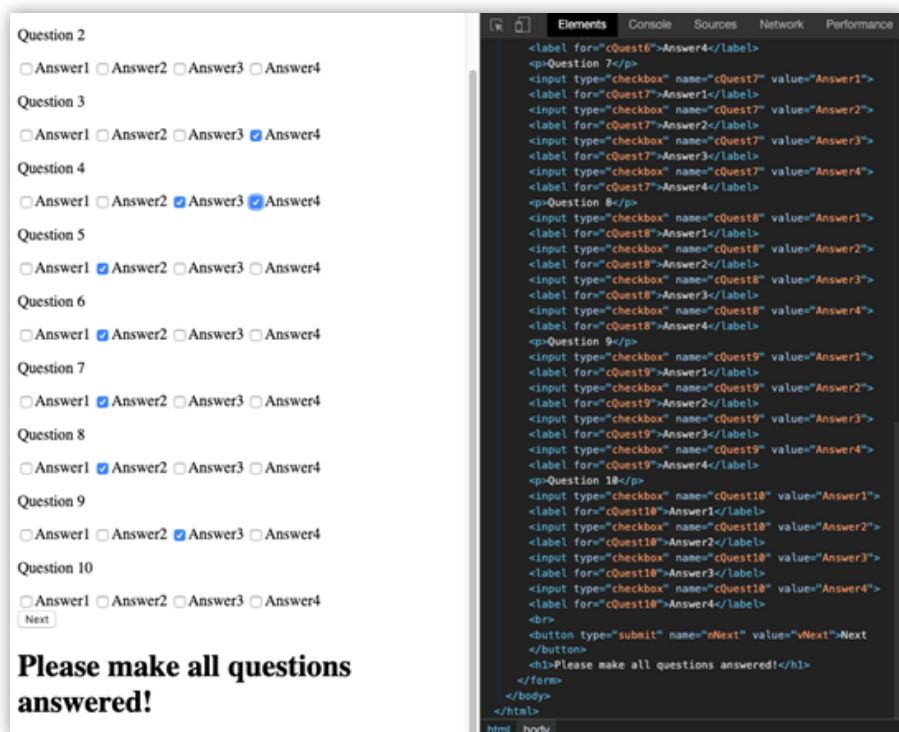 Question 2
Answer1 Answer2 Answer3 Answer4
Question 3
Answer1 Answer2 Answer3 Answer4
Question 4
Answer1 Answer2 Answer3 Answer4
Question 5
Answer1 Answer2 Answer3 Answer4
Question 6
Answer1 Answer2 Answer3 Answer4
Question 7
Answer1 Answer2 Answer3 Answer4
Question 8
Answer1 Answer2 Answer3 Answer4
Question 9
Answer1 Answer2 Answer3 Answer4
Question 10
Answer1 Answer2 Answer3 Answer4
Next
Please make all questions
answered!
Elements Console Sources Network Performance
<label for="cQuest6">Answer4</label>
<p>Question 7</p>
<input type="checkbox" name="cQuest7" value="Answer1">
<label for="cQuest7">Answer1</label>
<input type="checkbox" name="cQuest7" value="Answer2">
<label for="cQuest7">Answer2</label>
<input type="checkbox" name="cQuest7" value="Answer3">
<label for="cQuest7">Answer3</label>
<input type="checkbox" name="cQuest7" value="Answer4">
<label for="cQuest7">Answer4</label>
<p>Question 8</p>
<input type="checkbox" name="cQuest8" value="Answer1">
<label for="cQuest8">Answer1</label>
<input type="checkbox" name="cQuest8" value="Answer2">
<label for="cQuest8">Answer2</label>
<input type="checkbox" name="cQuest8" value="Answer3">
<label for="cQuest8">Answer3</label>
<input type="checkbox" name="cQuest8" value="Answer4">
<label for="cQuest8">Answer4</label>
<p>Question 9</p>
<input type="checkbox" name="cQuest9" value="Answer1">
<label for="cQuest9">Answer1</label>
<input type="checkbox" name="cQuest9" value="Answer2">
<label for="cQuest9">Answer2</label>
<input type="checkbox" name="cQuest9" value="Answer3">
<label for="cQuest9">Answer3</label>
<input type="checkbox" name="cQuest9" value="Answer4">
<label for="cQuest9">Answer4</label>
<p>Question 10</p>
<input type="checkbox" name="cQuest10" value="Answer1">
<label for="cQuest10">Answer1</label>
<input type="checkbox" name="cQuest10" value="Answer2">
<label for="cQuest10">Answer2</label>
<input type="checkbox" name="cQuest10" value="Answer3">
<label for="cQuest10">Answer3</label>
<input type="checkbox" name="cQuest10" value="Answer4">
<label for="cQuest10">Answer4</label>
<br>
<button type="submit" name="nNext" value="vNext">Next
</button>
<h1>Please make all questions answered!</h1>
</form>
</body>
</html>
html body